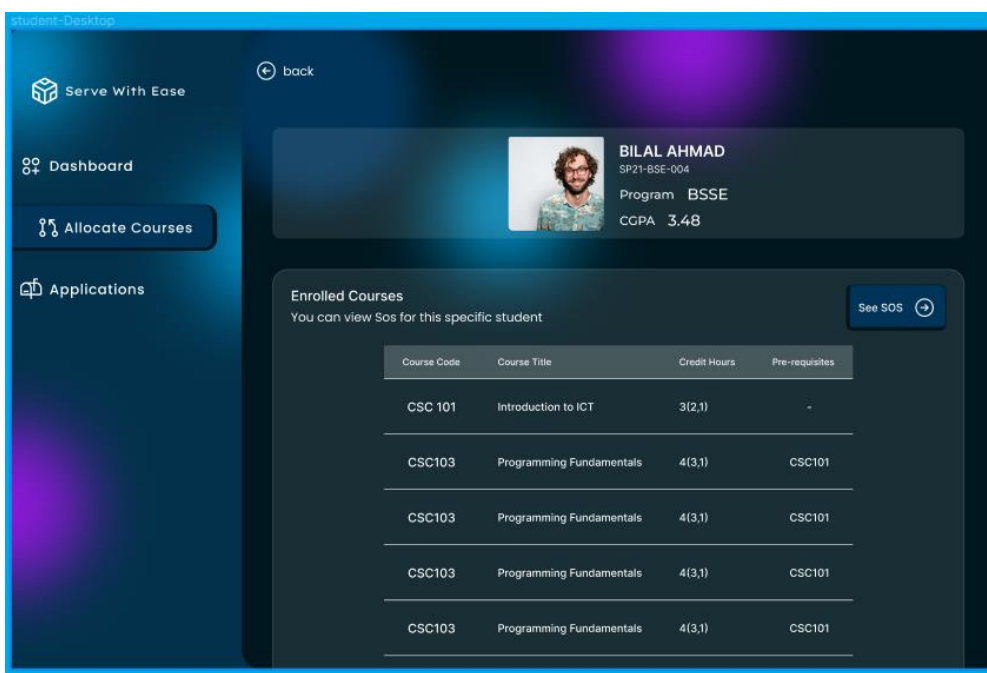 student-Desktop
Serve With Ease
back
Dashboard
Allocate Courses
Applications
BILAL AHMAD
SP21-BSE-004
Program BSSE
CGPA 3.48
Enrolled Courses
You can view Sos for this specific student
See SOS
Course Code Course Title Credit Hours Pre-requisites
CSC 101 Introduction to ICT 3(2,1) -
CSC103 Programming Fundamentals 4(3,1) CSC101
CSC103 Programming Fundamentals 4(3,1) CSC101
CSC103 Programming Fundamentals 4(3,1) CSC101
CSC103 Programming Fundamentals 4(3,1) CSC101